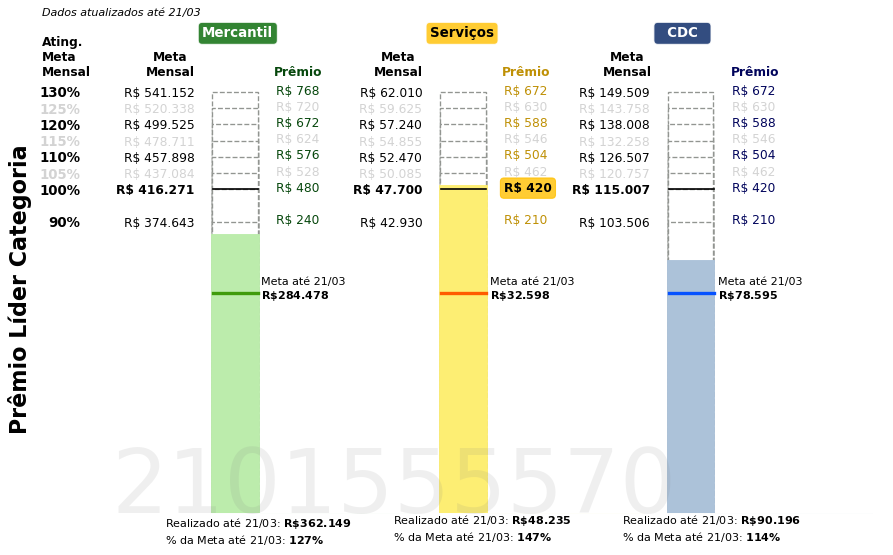 Dados atualizados até 21/03
Mercantil Serviços CDC
Ating.
Meta Meta Meta Meta
Mensal Mensal Prêmio Mensal Prêmio Mensal Prêmio
130% R$ 541.152 R$ 768 R$ 62.010 R$ 672 R$ 149.509 R$ 672
125% R$ 520.338 R$ 720 R$ 59.625 R$ 630 R$ 143.758 R$ 630
120% R$ 499.525 R$ 672 R$ 57.240 R$ 588 R$ 138.008 R$ 588
115% R$ 478.711 R$ 624 R$ 54.855 R$ 546 R$ 132.258 R$ 546
110% R$ 457.898 R$ 576 R$ 52.470 R$ 504 R$ 126.507 R$ 504
105% R$ 437.084 R$ 528 R$ 50.085 R$ 462 R$ 120.757 R$ 462
100% R$ 416.271 R$ 480 R$ 47.700 R$ 420 R$ 115.007 R$ 420
90% R$ 374.643 R$ 240 R$ 42.930 R$ 210 R$ 103.506 R$ 210
Meta até 21/03 Meta até 21/03 Meta até 21/03
R$284.478 R$32.598 R$78.595
Prêmio Líder Categoria
2101555570
Realizado até 21/03: R$362.149 Realizado até 21/03: R$48.235 Realizado até 21/03: R$90.196
% da Meta até 21/03: 127% % da Meta até 21/03: 147% % da Meta até 21/03: 114%